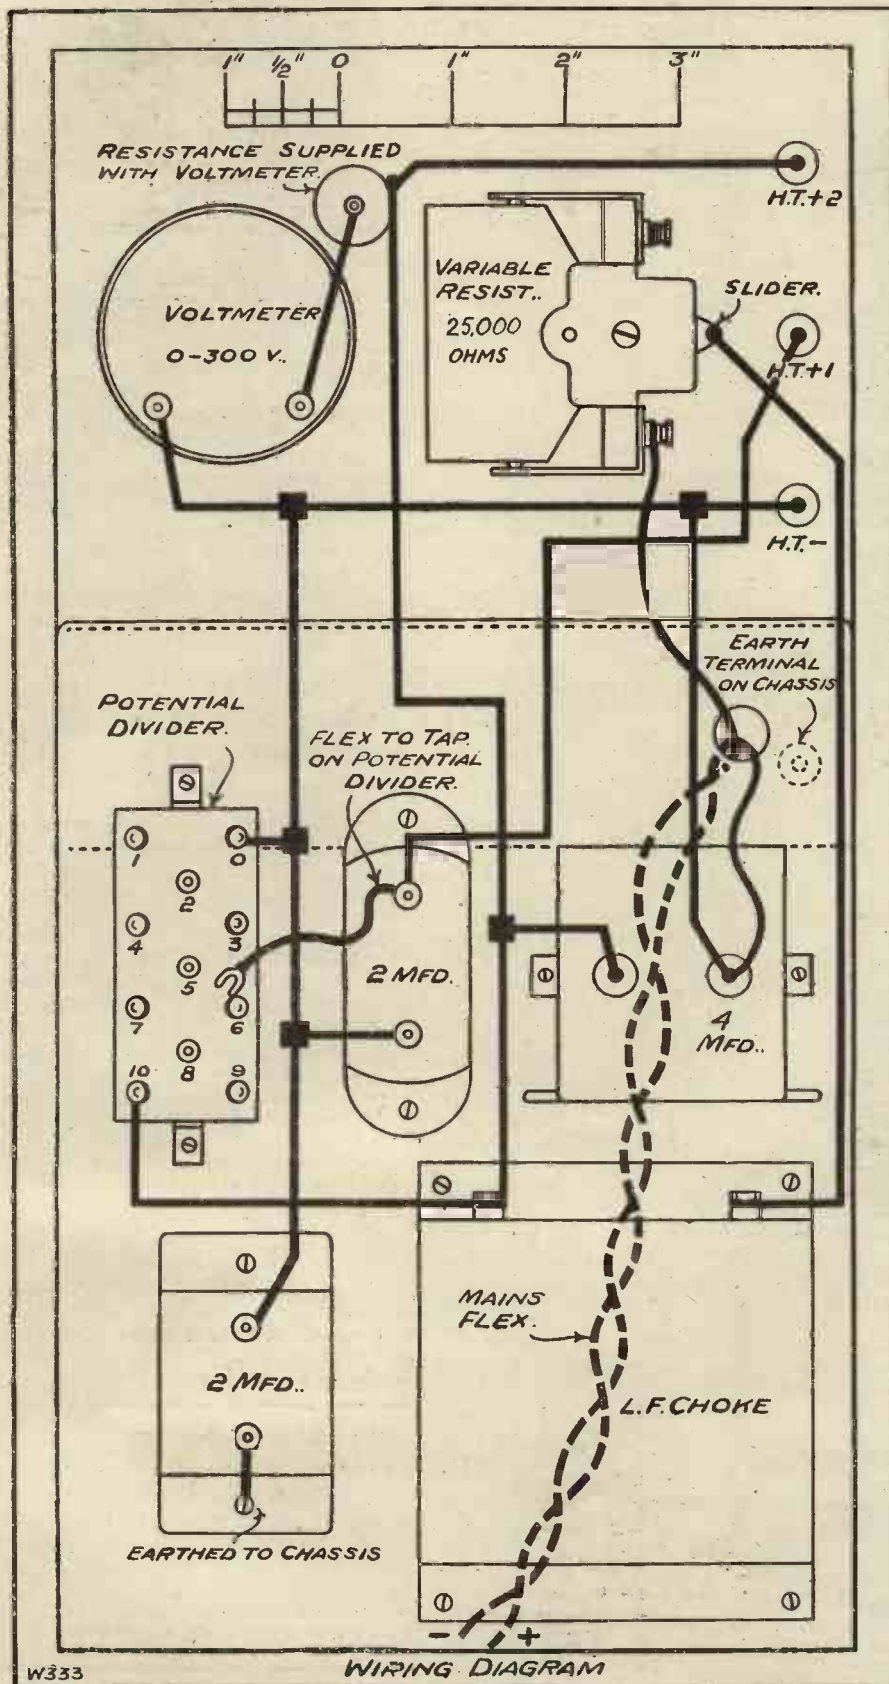 1" ½" 0 1" 2" 3"
RESISTANCE SUPPLIED
WITH VOLTMETER.
H.T.+2
VARIABLE
RESIST..
25,000
OHMS
SLIDER.
VOLTMETER
0-300 V..
H.T.+1
H.T.-
EARTH
TERMINAL
ON CHASSIS
POTENTIAL
DIVIDER.
FLEX TO TAP.
ON POTENTIAL
DIVIDER.
1 0
2
4 3
5
7 6
8
10 9
2 MFD.
4
MFD..
MAINS
FLEX.
L.F. CHOKE
2 MFD..
EARTHED TO CHASSIS
- +
W333
WIRING DIAGRAM